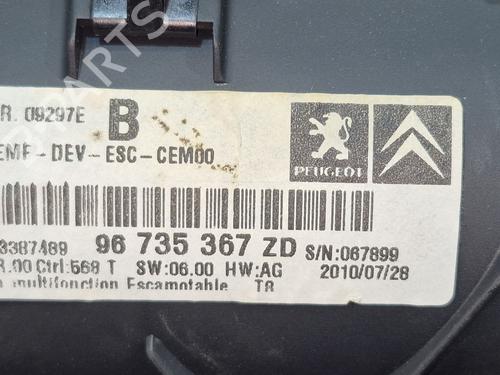 R. 09297E B
EMF-DEV-ESC-CEM00
PEUGEOT
3387489 96 735 367 ZD S/N:067899
R.00 Ctrl:568 T SW:06.00 HW:AG 2010/07/28
multifonction Escamotable T8
PARTS